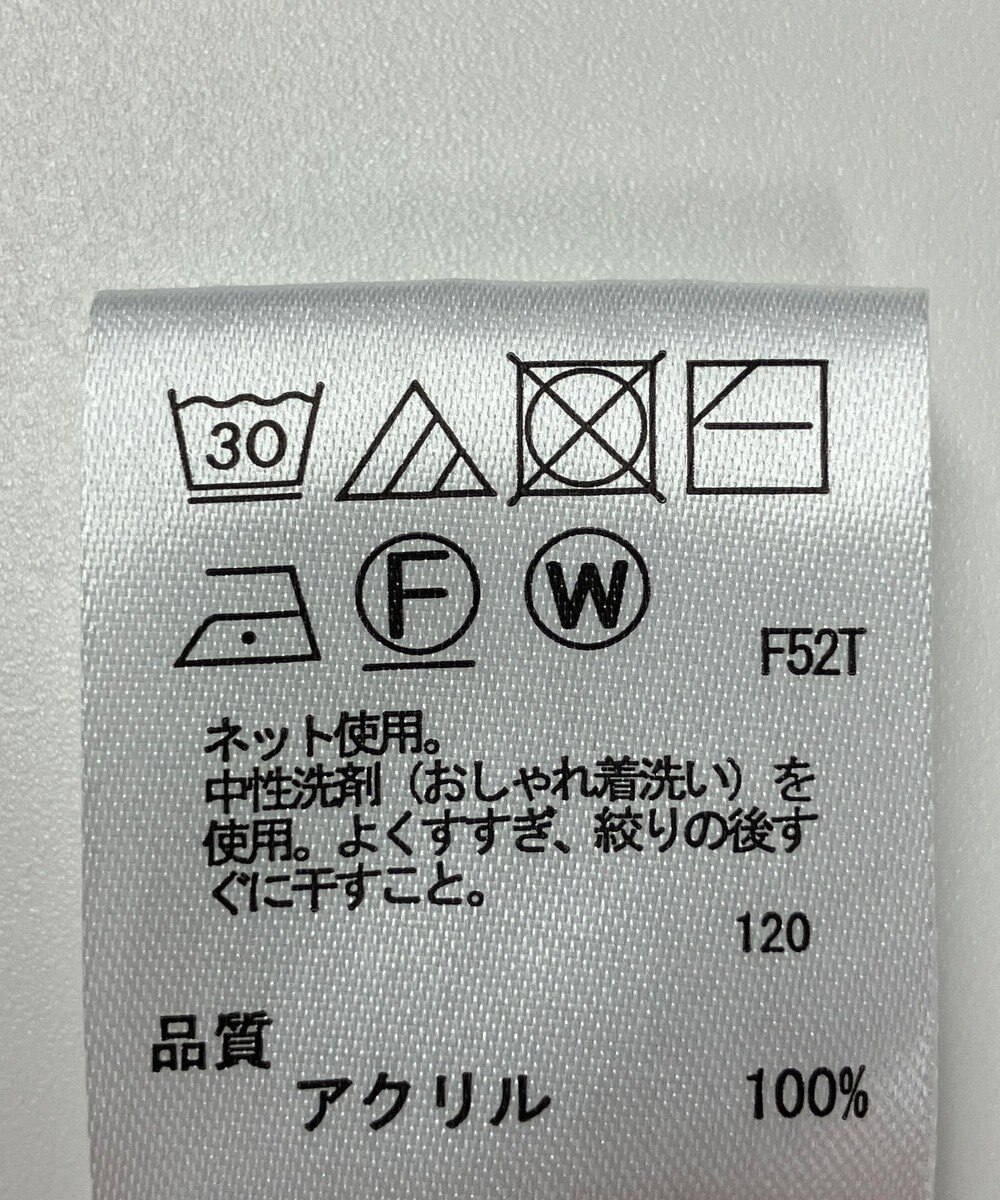 30
F
W
F52T
ネット使用。
中性洗剤（おしゃれ着洗い）を
使用。よくすすぎ、絞りの後す
ぐに干すこと。
120
品質
アクリル 100%